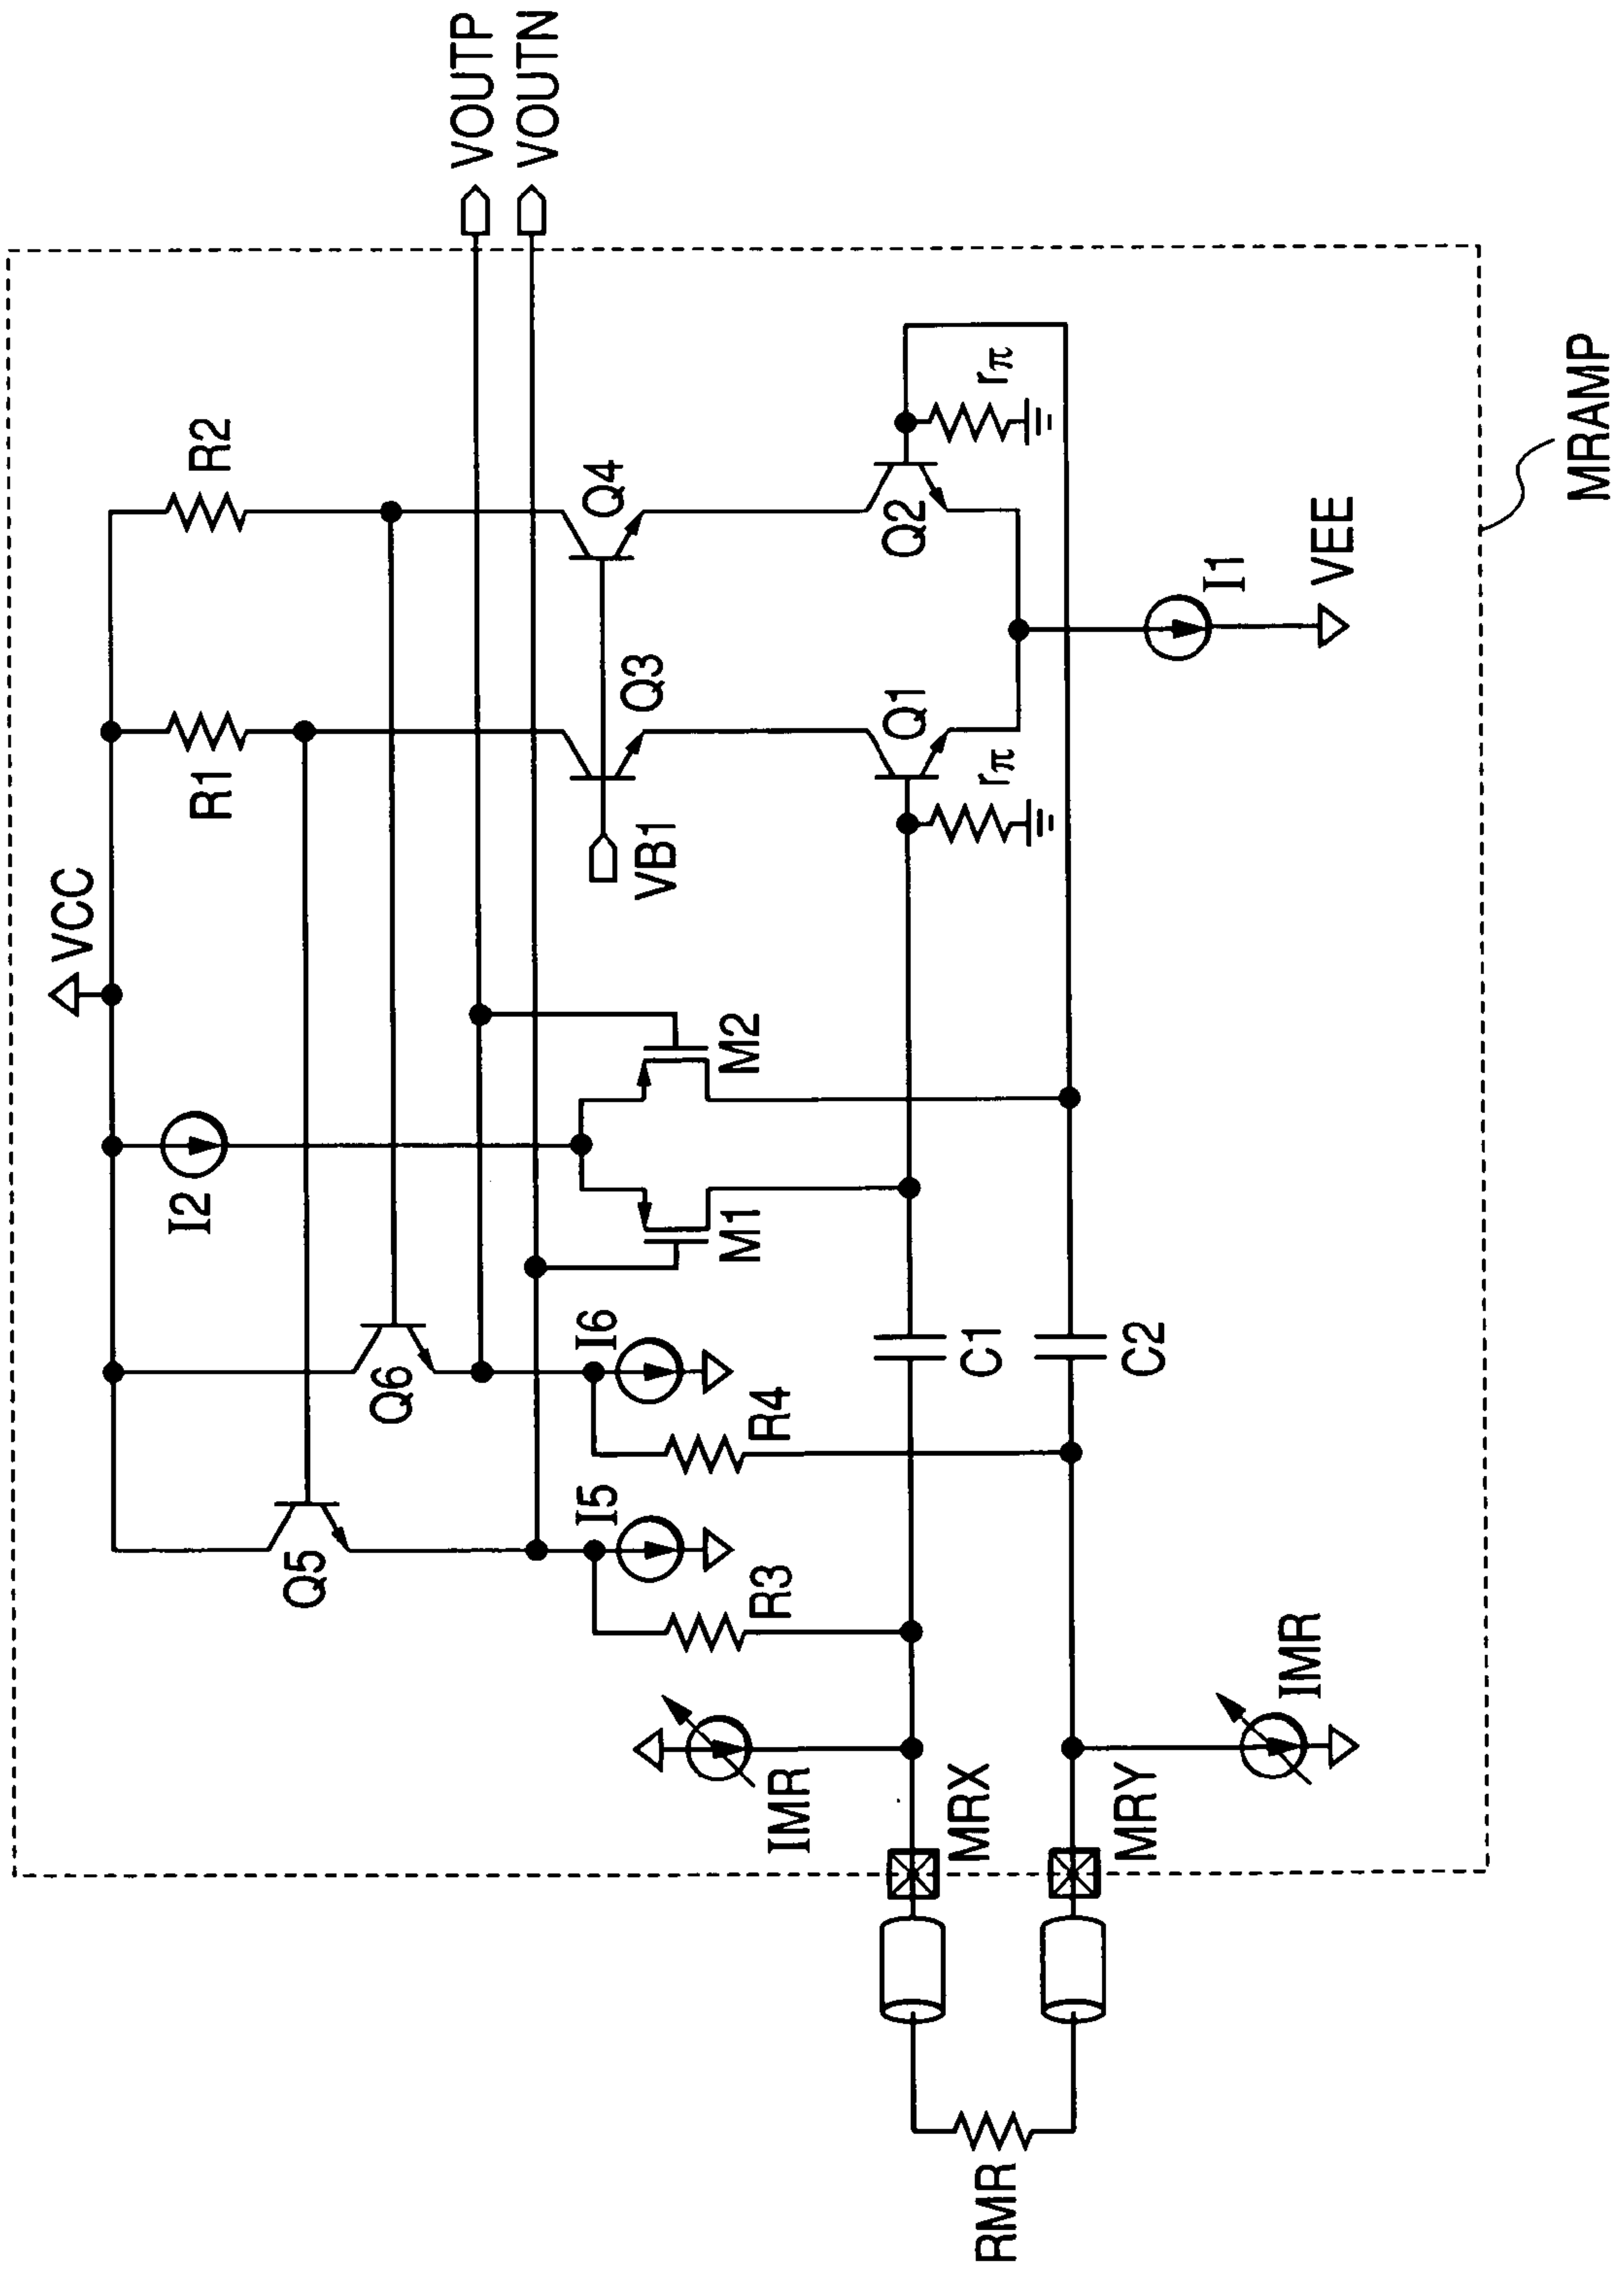 VOUTP
VOUTN
VCC
R1
R2
I2
Q5
Q6
Q3
Q4
VB1
I5
I6
M1
M2
R3
R4
Q1
Q2
rπ
rπ
C1
C2
IMR
IMR
MRX
MRY
RMR
I1
VEE
MRAMP